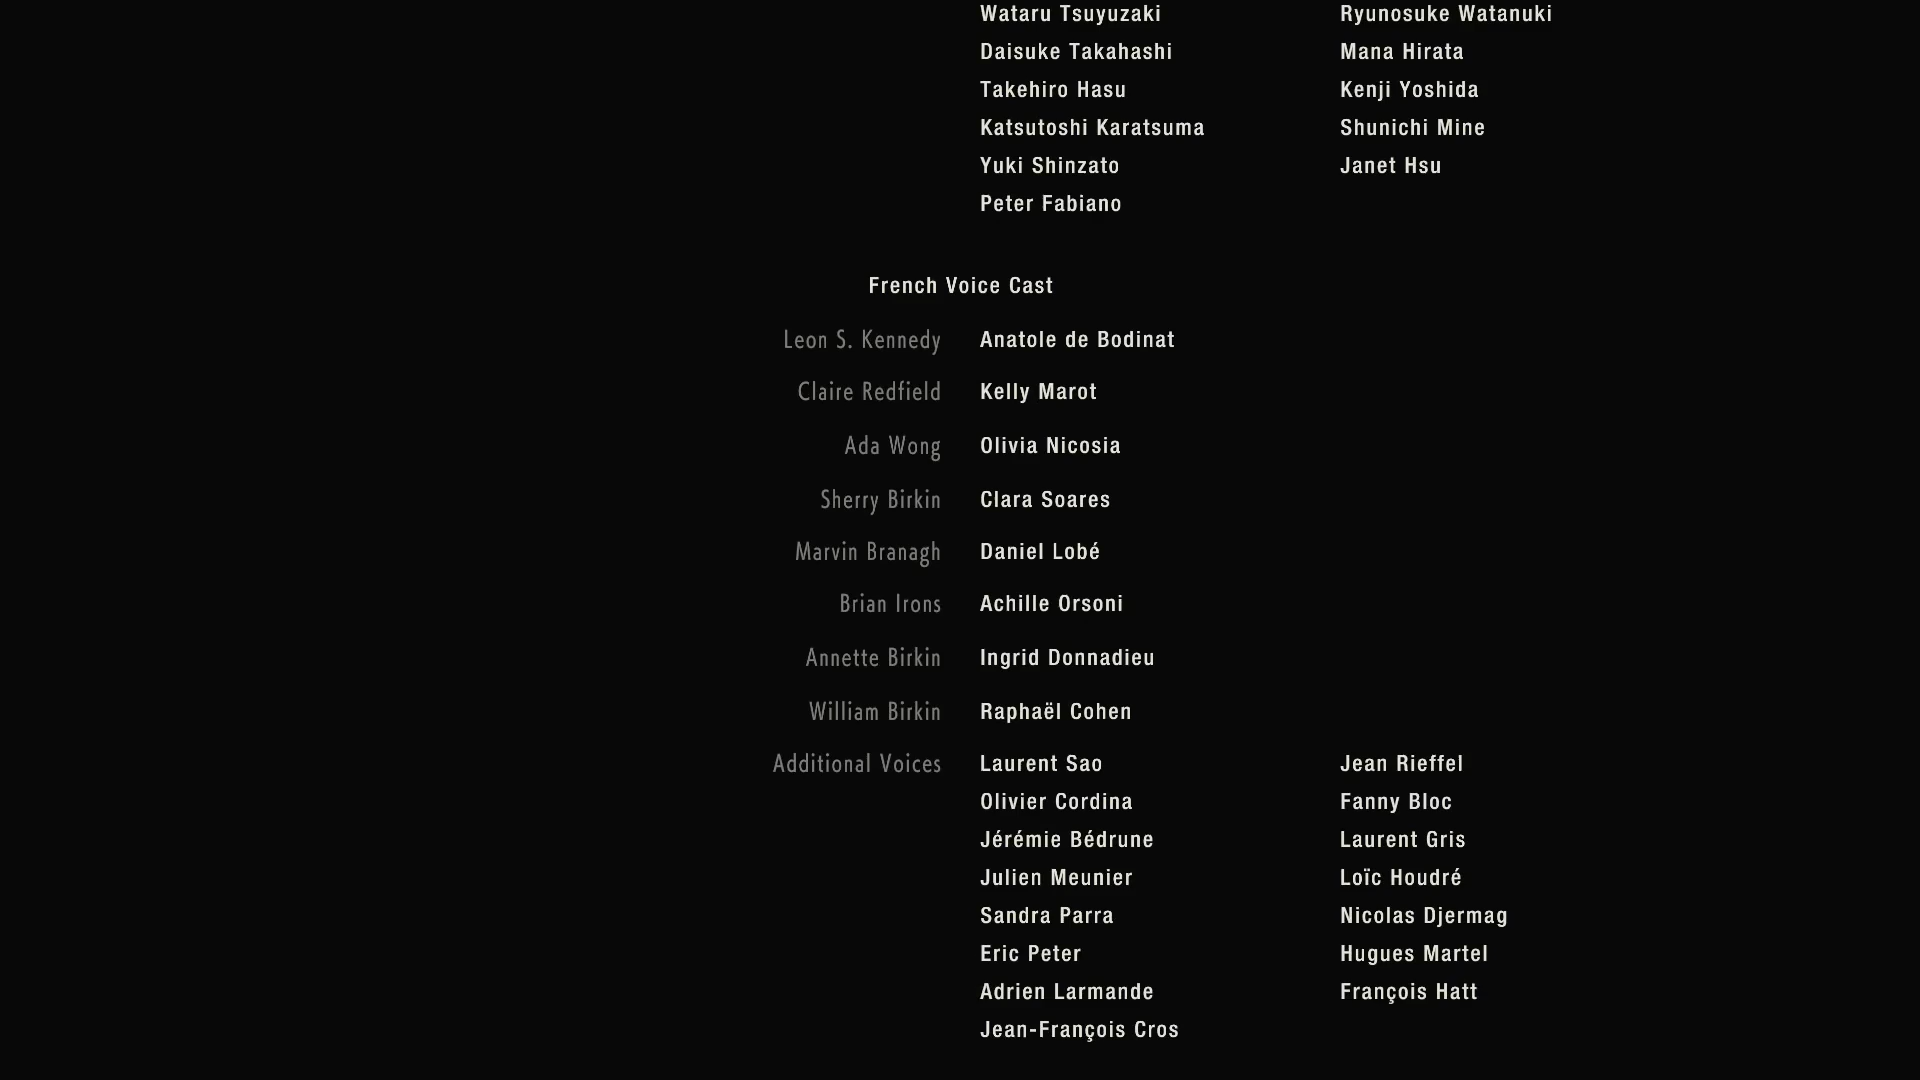 Wataru Tsuyuzaki Ryunosuke Watanuki
Daisuke Takahashi Mana Hirata
Takehiro Hasu Kenji Yoshida
Katsutoshi Karatsuma Shunichi Mine
Yuki Shinzato Janet Hsu
Peter Fabiano
French Voice Cast
Leon S. Kennedy Anatole de Bodinat
Claire Redfield Kelly Marot
Ada Wong Olivia Nicosia
Sherry Birkin Clara Soares
Marvin Branagh Daniel Lobé
Brian Irons Achille Orsoni
Annette Birkin Ingrid Donnadieu
William Birkin Raphaël Cohen
Additional Voices Laurent Sao Jean Rieffel
Olivier Cordina Fanny Bloc
Jérémie Bédrune Laurent Gris
Julien Meunier Loïc Houdré
Sandra Parra Nicolas Djermag
Eric Peter Hugues Martel
Adrien Larmande François Hatt
Jean-François Cros